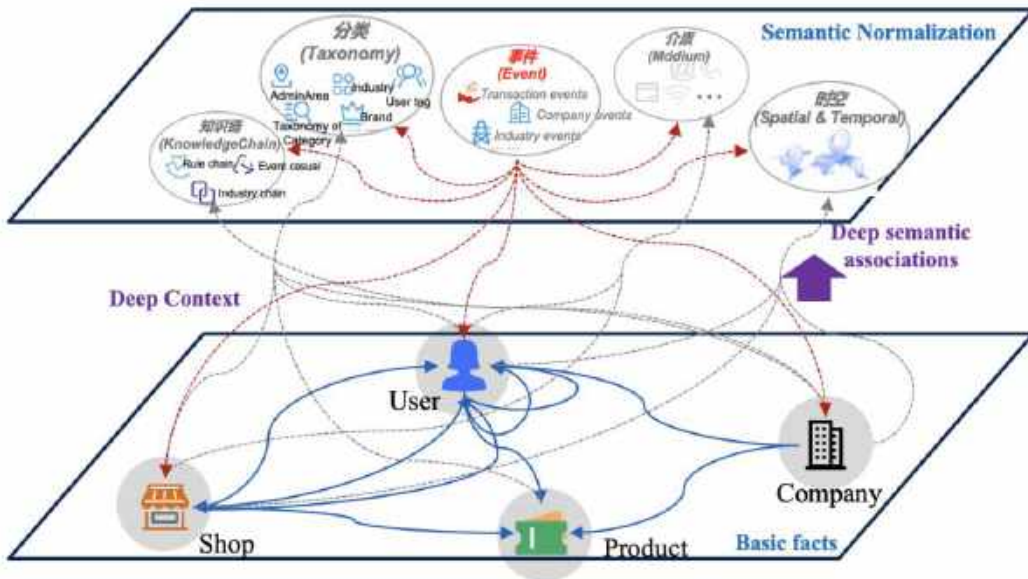 Semantic Normalization
分类
(Taxonomy)
AdminArea
Industry
User tag
Taxonomy of
Category
Brand
事件
(Event)
Transaction events
Company events
Industry events
介质
(Mddium)
时空
(Spatial & Temporal)
知识链
(KnowledgeChain)
Rule chain
Event casual
Industry chain
Deep semantic
associations
Deep Context
User
Shop
Product
Company
Basic facts